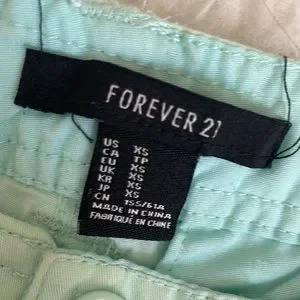 FOREVER 21
US XS
CA TP
EU XS
UK XS
KR XS
JP XS
CN 155/61A
MADE IN CHINA
FABRIQUÉ EN CHINE